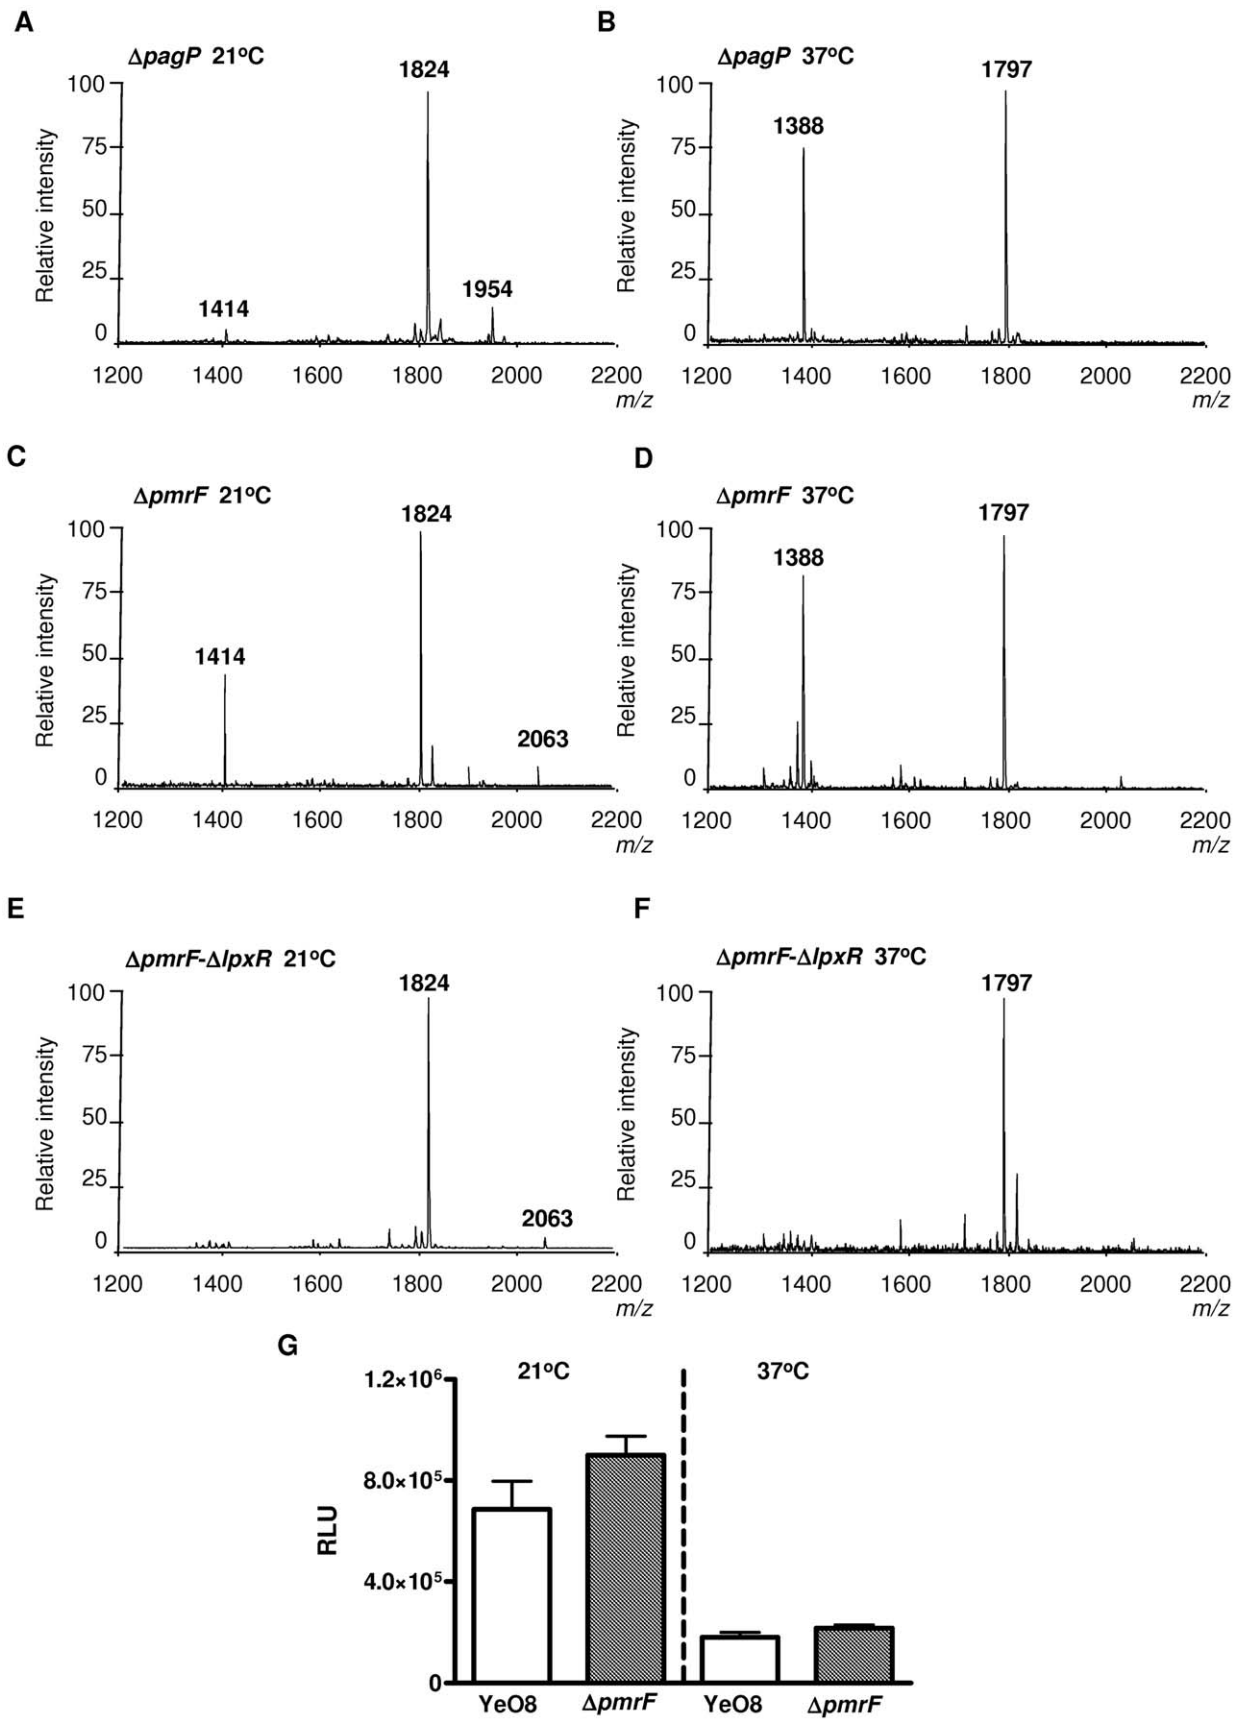 A
ΔpagP 21ºC
1824
1414
1954
100
75
50
25
0
Relative intensity
1200 1400 1600 1800 2000 2200
m/z
B
ΔpagP 37ºC
1797
1388
100
75
50
25
0
Relative intensity
1200 1400 1600 1800 2000 2200
m/z
C
ΔpmrF 21ºC
1824
1414
2063
100
75
50
25
0
Relative intensity
1200 1400 1600 1800 2000 2200
m/z
D
ΔpmrF 37ºC
1797
1388
100
75
50
25
0
Relative intensity
1200 1400 1600 1800 2000 2200
m/z
E
ΔpmrF-ΔlpxR 21ºC
1824
2063
100
75
50
25
0
Relative intensity
1200 1400 1600 1800 2000 2200
m/z
F
ΔpmrF-ΔlpxR 37ºC
1797
100
75
50
25
0
Relative intensity
1200 1400 1600 1800 2000 2200
m/z
G
21ºC 37ºC
1.2×10⁶
8.0×10⁵
4.0×10⁵
0
RLU
YeO8 ΔpmrF YeO8 ΔpmrF